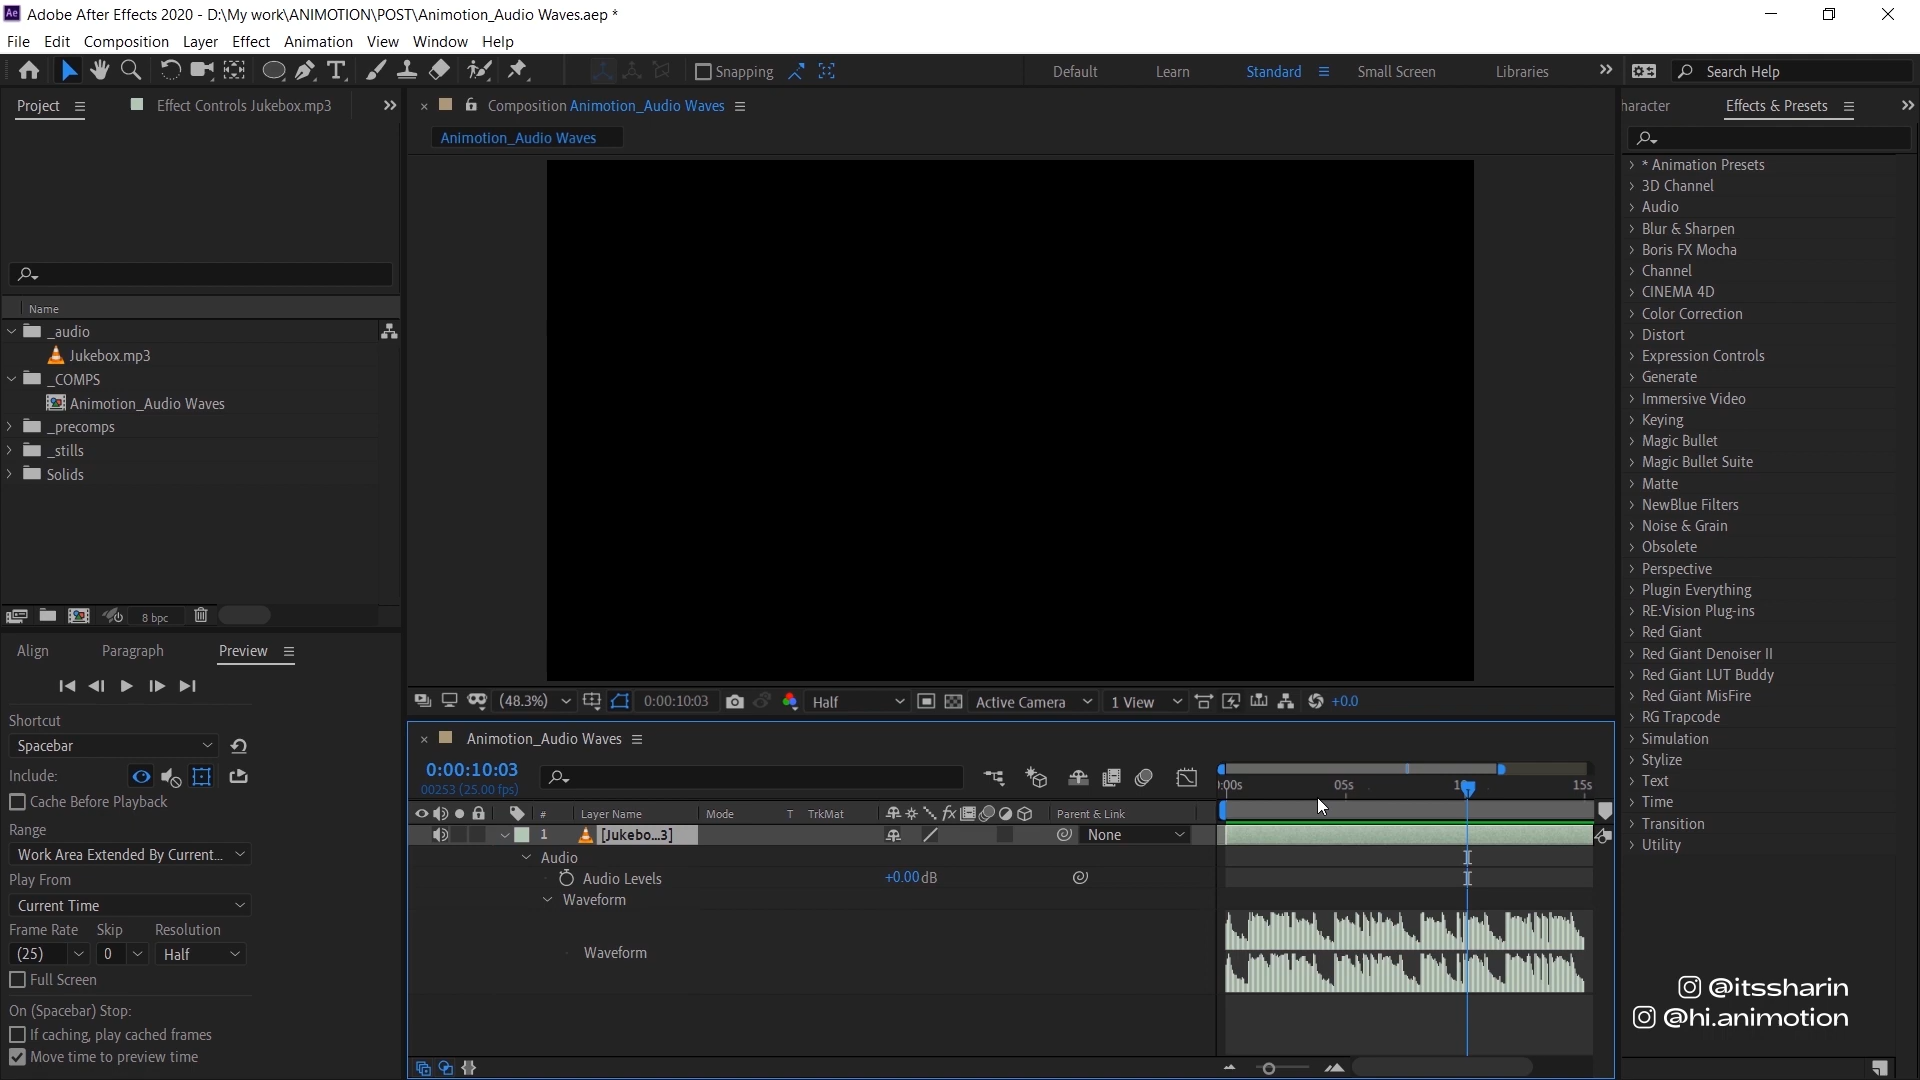 Adobe After Effects 2020 - D:\My work\ANIMOTION\POST\Animotion_Audio Waves.aep *
File Edit Composition Layer Effect Animation View Window Help
Snapping Default Learn Standard Small Screen Libraries Search Help
Project Effect Controls Jukebox.mp3
Composition Animotion_Audio Waves
haracter Effects & Presets
Animotion_Audio Waves
Name
_audio
Jukebox.mp3
_COMPS
Animotion_Audio Waves
_precomps
_stills
Solids
8 bpc
Align Paragraph Preview
Shortcut
Spacebar
Include:
Cache Before Playback
Range
Work Area Extended By Current...
Play From
Current Time
Frame Rate Skip Resolution
(25) 0 Half
Full Screen
On (Spacebar) Stop:
If caching, play cached frames
Move time to preview time
(48.3%) 0:00:10:03 Half Active Camera 1 View +0.0
Animotion_Audio Waves
0:00:10:03
00253 (25.00 fps)
# Layer Name Mode T TrkMat fx Parent & Link
1 [Jukebo...3] None
Audio
Audio Levels +0.00 dB
Waveform
Waveform
):00s 05s 10s 15s
* Animation Presets
3D Channel
Audio
Blur & Sharpen
Boris FX Mocha
Channel
CINEMA 4D
Color Correction
Distort
Expression Controls
Generate
Immersive Video
Keying
Magic Bullet
Magic Bullet Suite
Matte
NewBlue Filters
Noise & Grain
Obsolete
Perspective
Plugin Everything
RE:Vision Plug-ins
Red Giant
Red Giant Denoiser II
Red Giant LUT Buddy
Red Giant MisFire
RG Trapcode
Simulation
Stylize
Text
Time
Transition
Utility
@itssharin
@hi.animotion